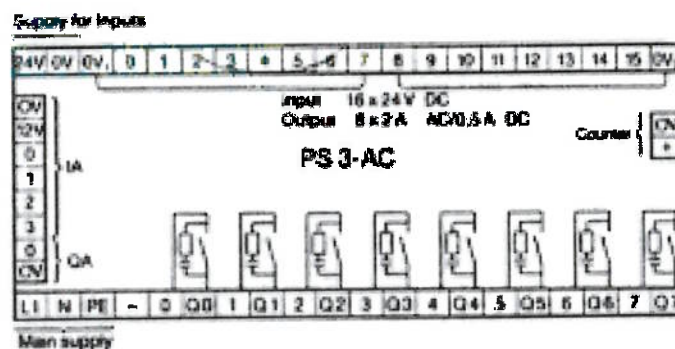 Supply for Inputs
24V 0V 0V 0 1 2 3 4 5 6 7 8 9 10 11 12 13 14 15 0V
Input 16 x 24 V DC
Output 8 x 2 A AC/0,5 A DC
PS 3-AC
Counter
0V
+
0V
12V
0
1
2
3
IA
0
0V
QA
L1 N PE ~ 0 Q0 1 Q1 2 Q2 3 Q3 4 Q4 5 Q5 6 Q6 7 Q7
Main supply